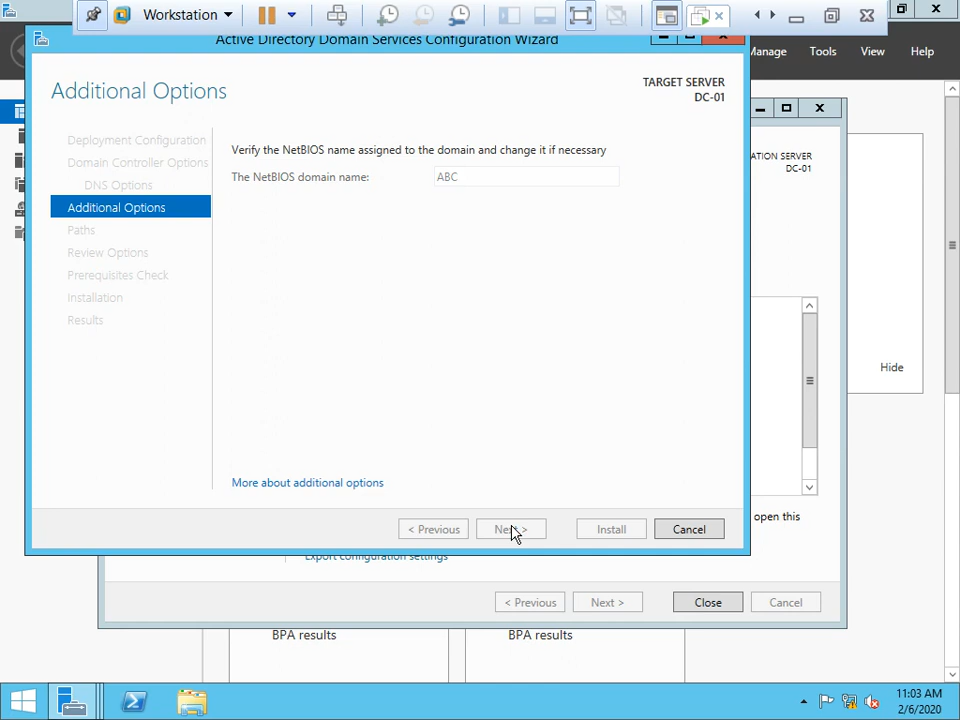 Workstation
Active Directory Domain Services Configuration Wizard
Manage Tools View Help
Additional Options
TARGET SERVER
DC-01
Deployment Configuration
Domain Controller Options
DNS Options
Additional Options
Paths
Review Options
Prerequisites Check
Installation
Results
Verify the NetBIOS name assigned to the domain and change it if necessary
The NetBIOS domain name: ABC
More about additional options
< Previous Next > Install Cancel
ATION SERVER
DC-01
Hide
open this
Export configuration settings
< Previous Next > Close Cancel
BPA results BPA results
11:03 AM
2/6/2020